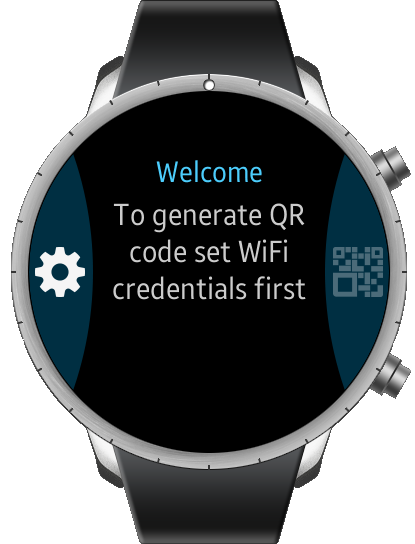 Welcome
To generate QR
code set WiFi
credentials first